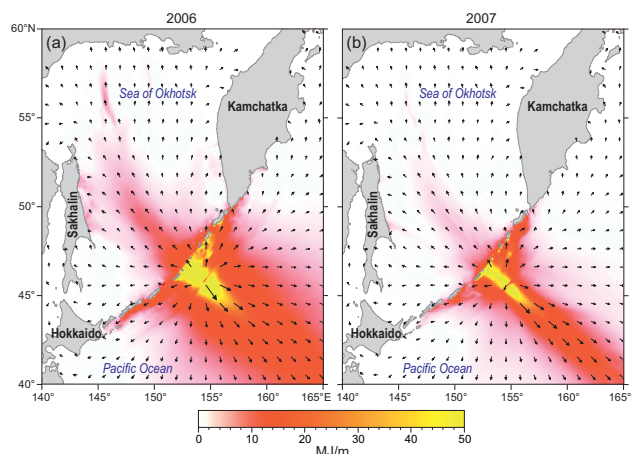 2006
2007
60°N
(a)
(b)
Sea of Okhotsk
Sea of Okhotsk
Kamchatka
Kamchatka
55°
Sakhalin
Sakhalin
50°
45°
Hokkaido
Hokkaido
Pacific Ocean
Pacific Ocean
40°
140° 145° 150° 155° 160° 165°E
140° 145° 150° 155° 160° 165°
0 10 20 30 40 50
MJ/m